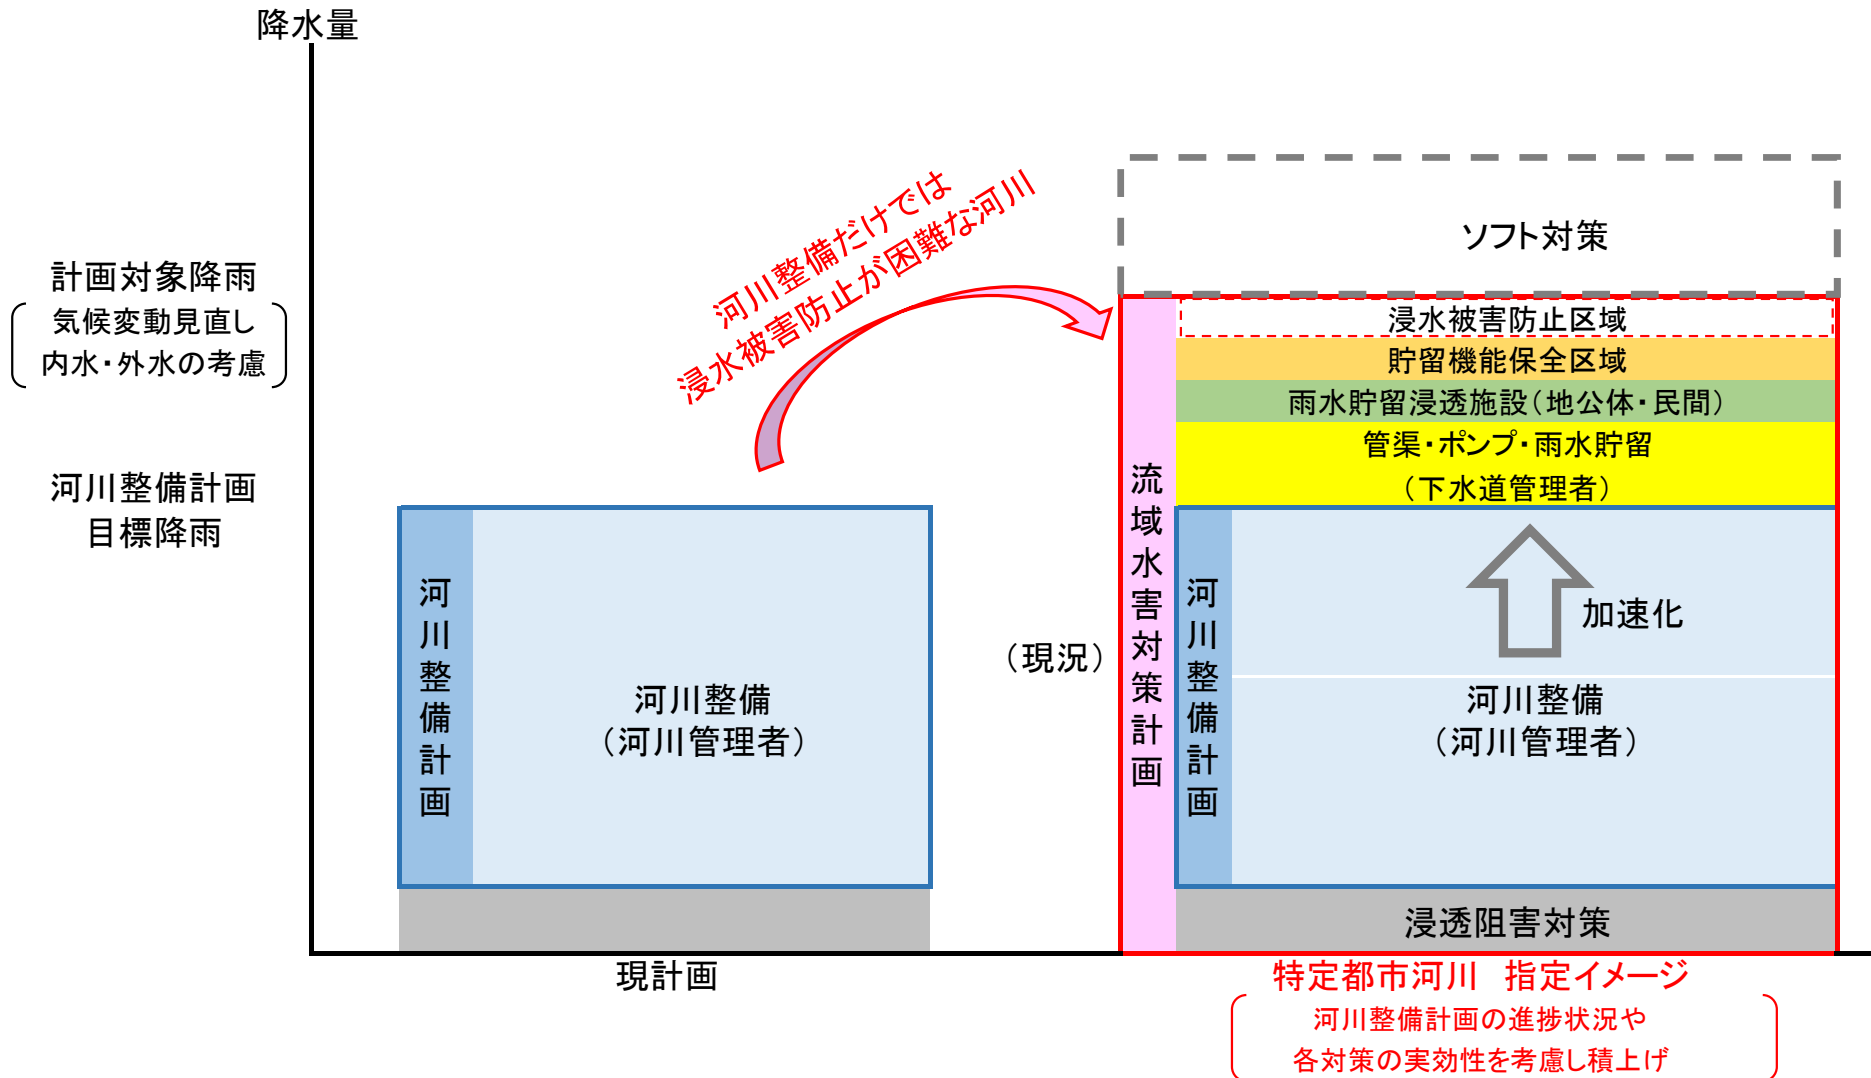 降水量
河川整備だけでは
浸水被害防止が困難な河川
計画対象降雨
気候変動見直し
内水・外水の考慮
河川整備計画
目標降雨
河川整備計画
河川整備
（河川管理者）
現計画
（現況）
ソフト対策
流域水害対策計画
浸水被害防止区域
貯留機能保全区域
雨水貯留浸透施設（地公体・民間）
管渠・ポンプ・雨水貯留
（下水道管理者）
河川整備計画
加速化
河川整備
（河川管理者）
浸透阻害対策
特定都市河川　指定イメージ
河川整備計画の進捗状況や
各対策の実効性を考慮し積上げ